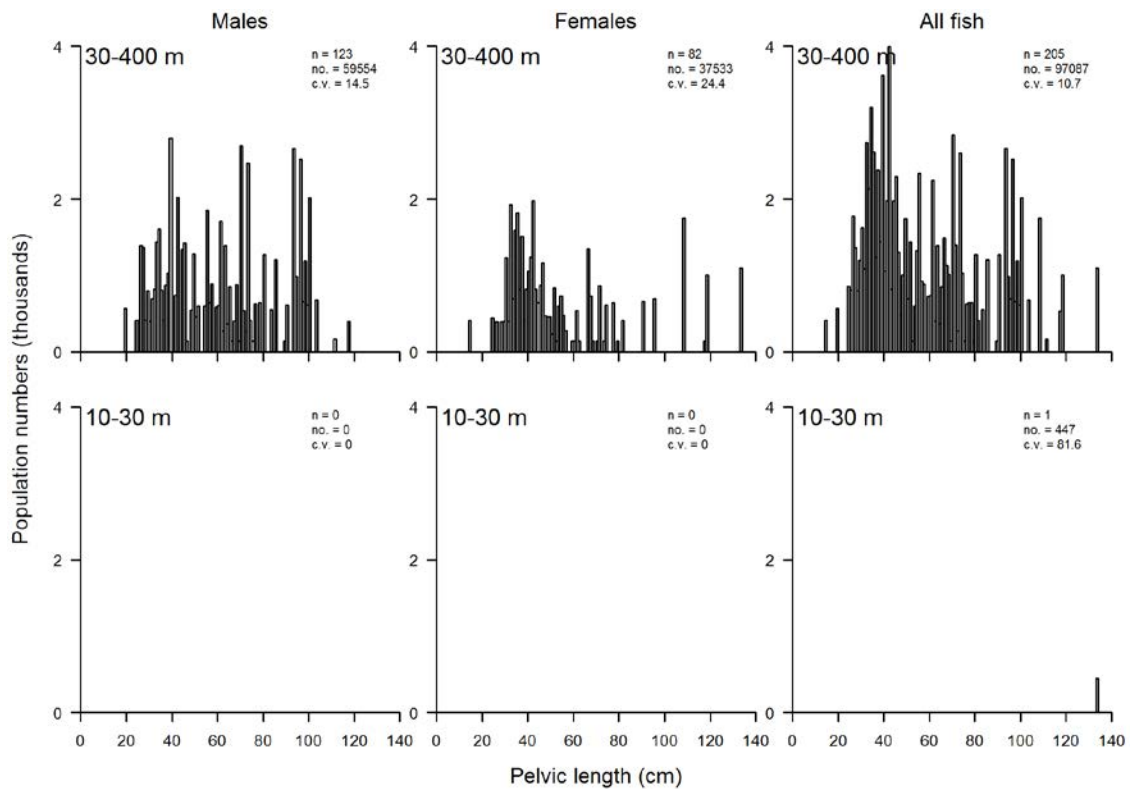 Males
Females
All fish
Population numbers (thousands)
4
30-400 m
n = 123
no. = 59554
c.v. = 14.5
2
0
4
30-400 m
n = 82
no. = 37533
c.v. = 24.4
2
0
4
30-400 m
n = 205
no. = 97087
c.v. = 10.7
2
0
4
10-30 m
n = 0
no. = 0
c.v. = 0
2
0
0 20 40 60 80 100 120 140
4
10-30 m
n = 0
no. = 0
c.v. = 0
2
0
0 20 40 60 80 100 120 140
4
10-30 m
n = 1
no. = 447
c.v. = 81.6
2
0
0 20 40 60 80 100 120 140
Pelvic length (cm)